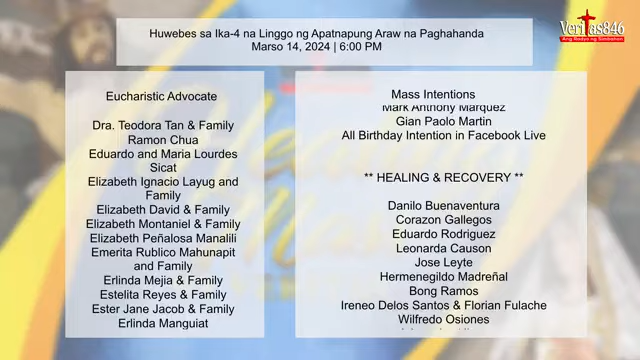 Huwebes sa Ika-4 na Linggo ng Apatnapung Araw na Paghahanda
Marso 14, 2024 | 6:00 PM
Veritas846
Ang Radyo ng Simbahan
Eucharistic Advocate
Dra. Teodora Tan & Family
Ramon Chua
Eduardo and Maria Lourdes
Sicat
Elizabeth Ignacio Layug and
Family
Elizabeth David & Family
Elizabeth Montaniel & Family
Elizabeth Peñalosa Manalili
Emerita Rublico Mahunapit
and Family
Erlinda Mejia & Family
Estelita Reyes & Family
Ester Jane Jacob & Family
Erlinda Manguiat
Mass Intentions
Mark Anthony Marquez
Gian Paolo Martin
All Birthday Intention in Facebook Live
** HEALING & RECOVERY **
Danilo Buenaventura
Corazon Gallegos
Eduardo Rodriguez
Leonarda Causon
Jose Leyte
Hermenegildo Madreñal
Bong Ramos
Ireneo Delos Santos & Florian Fulache
Wilfredo Osiones